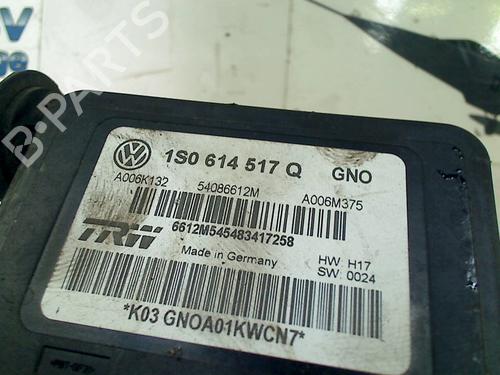 B-PARTS
1S0 614 517 Q GNO
A006K132 54086612M A006M375
6612M545483417258
TRW
Made in Germany
HW H17
SW: 0024
*K03 GNOA01KWCN7*